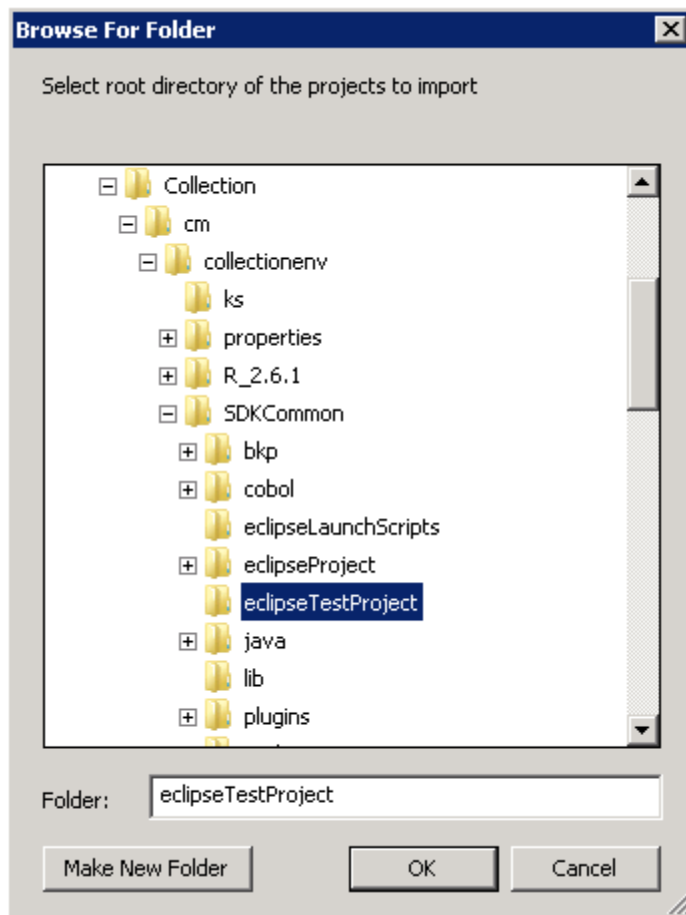 Browse For Folder
Select root directory of the projects to import
Collection
cm
collectionenv
ks
properties
R_2.6.1
SDKCommon
bkp
cobol
eclipseLaunchScripts
eclipseProject
eclipseTestProject
java
lib
plugins
Folder: eclipseTestProject
Make New Folder OK Cancel